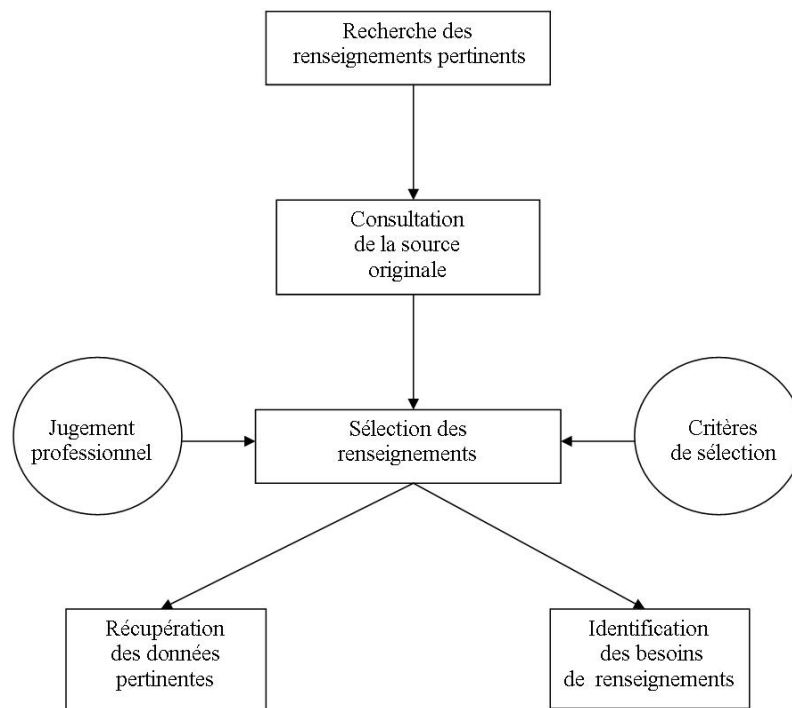 Recherche des
renseignements pertinents
Consultation
de la source
originale
Jugement
professionnel
Sélection des
renseignements
Critères
de sélection
Récupération
des données
pertinentes
Identification
des besoins
de renseignements